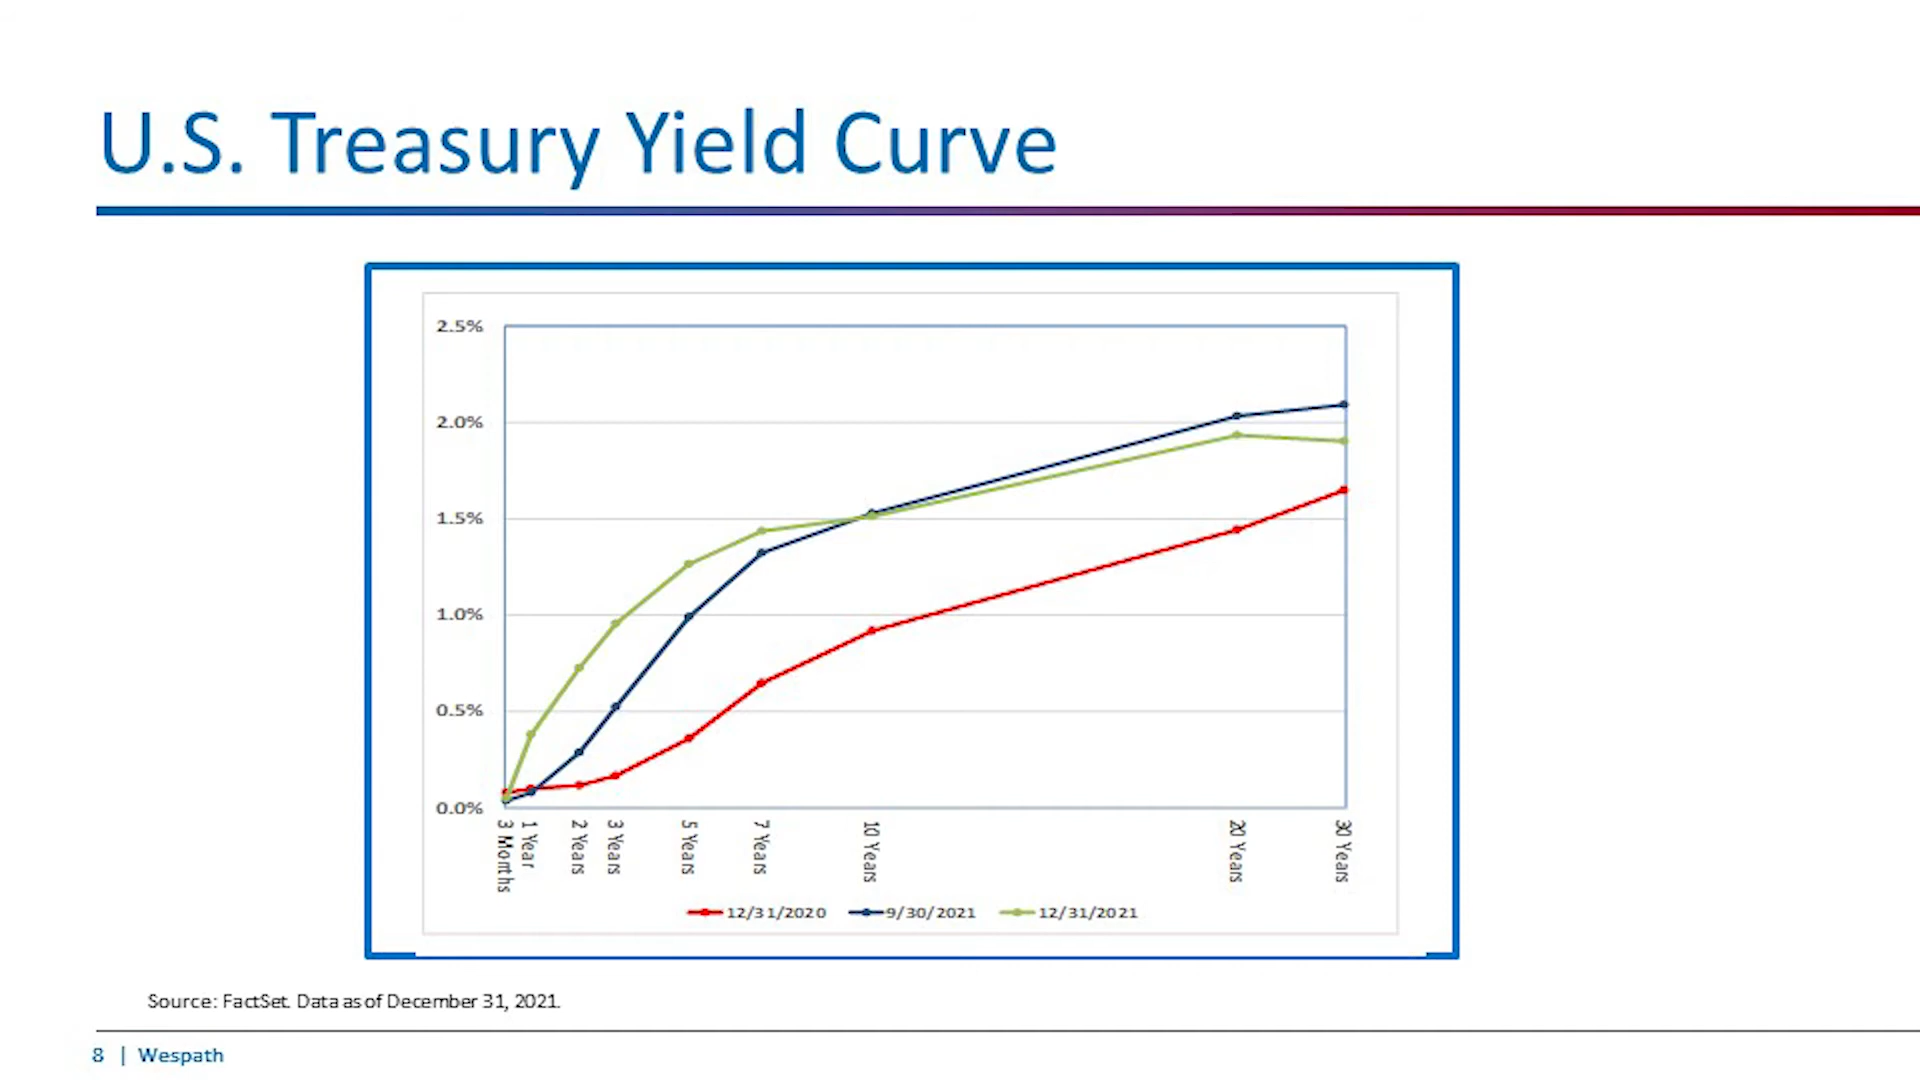 U.S. Treasury Yield Curve
2.5%
2.0%
1.5%
1.0%
0.5%
0.0%
3 Months
1 Year
2 Years
3 Years
5 Years
7 Years
10 Years
20 Years
30 Years
12/31/2020 9/30/2021 12/31/2021
Source: FactSet. Data as of December 31, 2021.
8 | Wespath